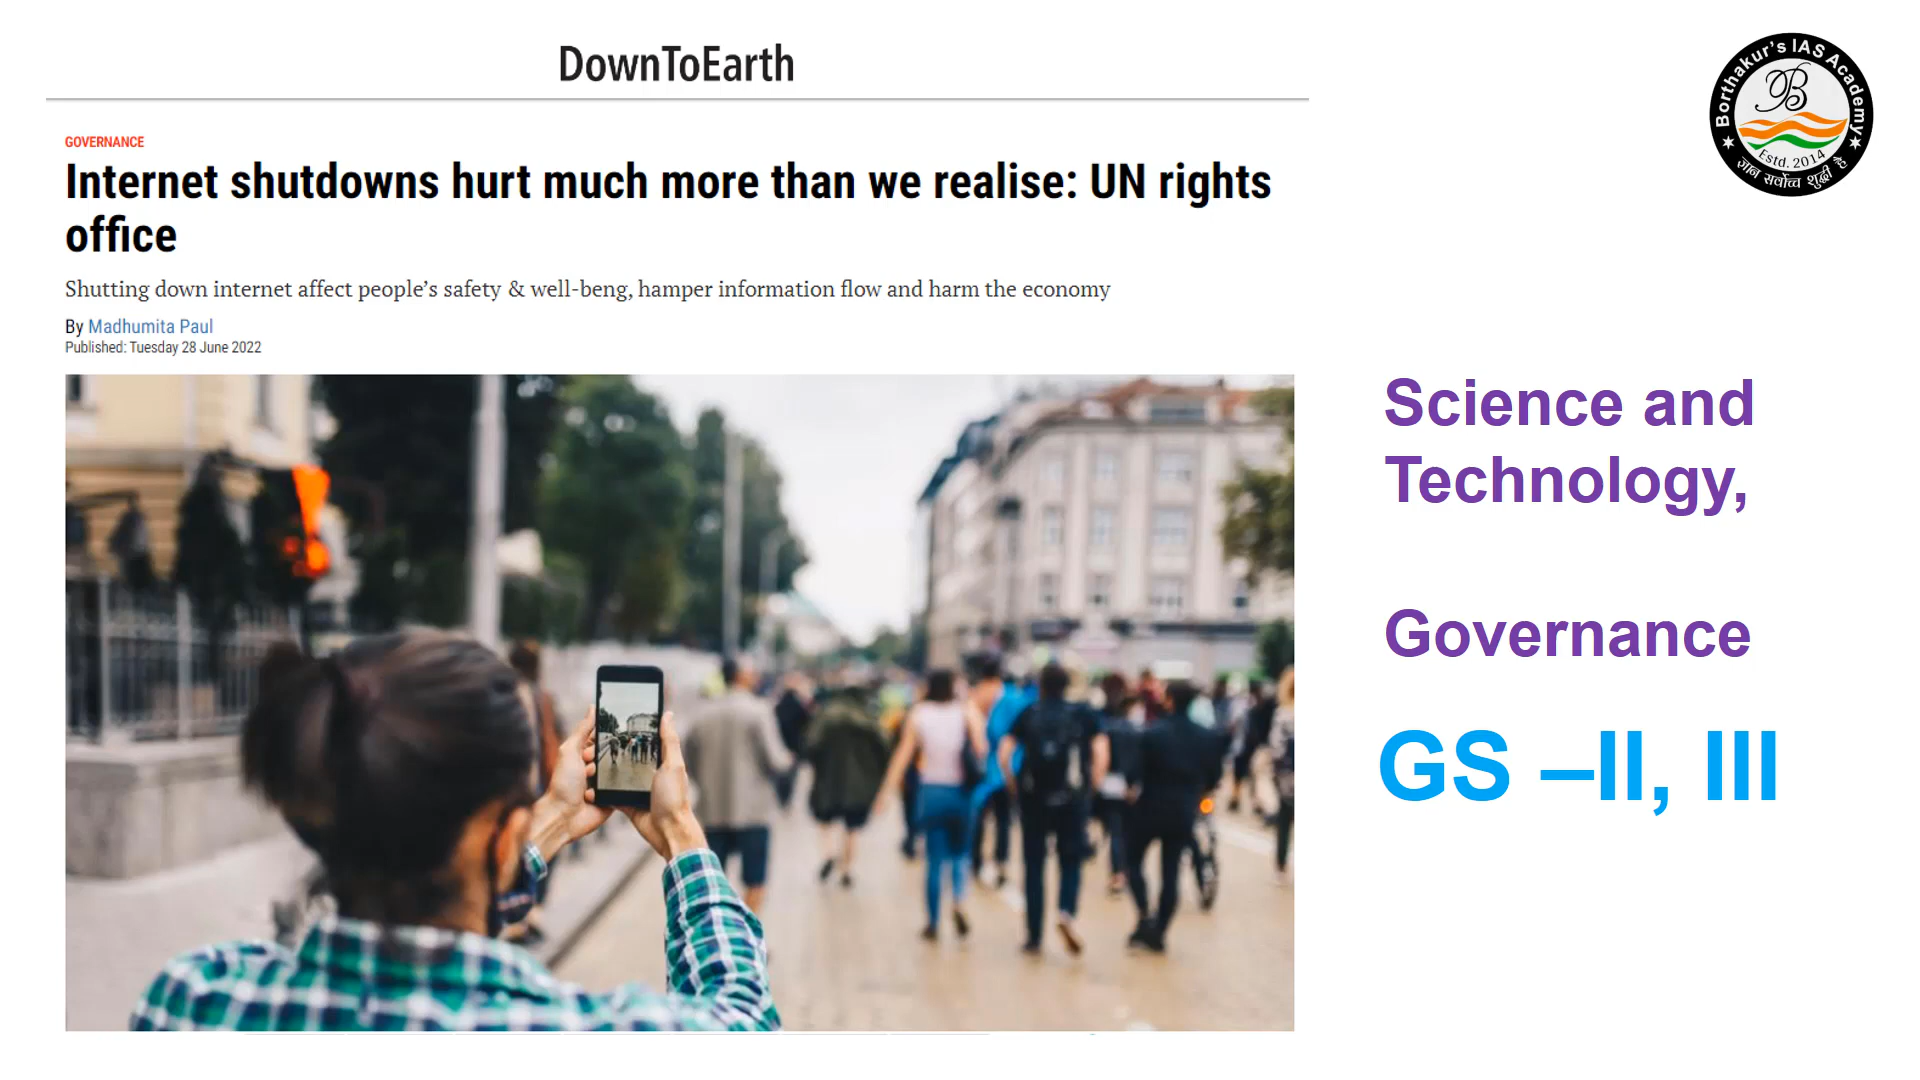 DownToEarth
GOVERNANCE
Internet shutdowns hurt much more than we realise: UN rights
office
Shutting down internet affect people’s safety & well-beng, hamper information flow and harm the economy
By Madhumita Paul
Published: Tuesday 28 June 2022
Borthakur's IAS Academy
B
Estd. 2014
ज्ञान सर्वोच्च शुद्धी है
Science and
Technology,
Governance
GS –II, III